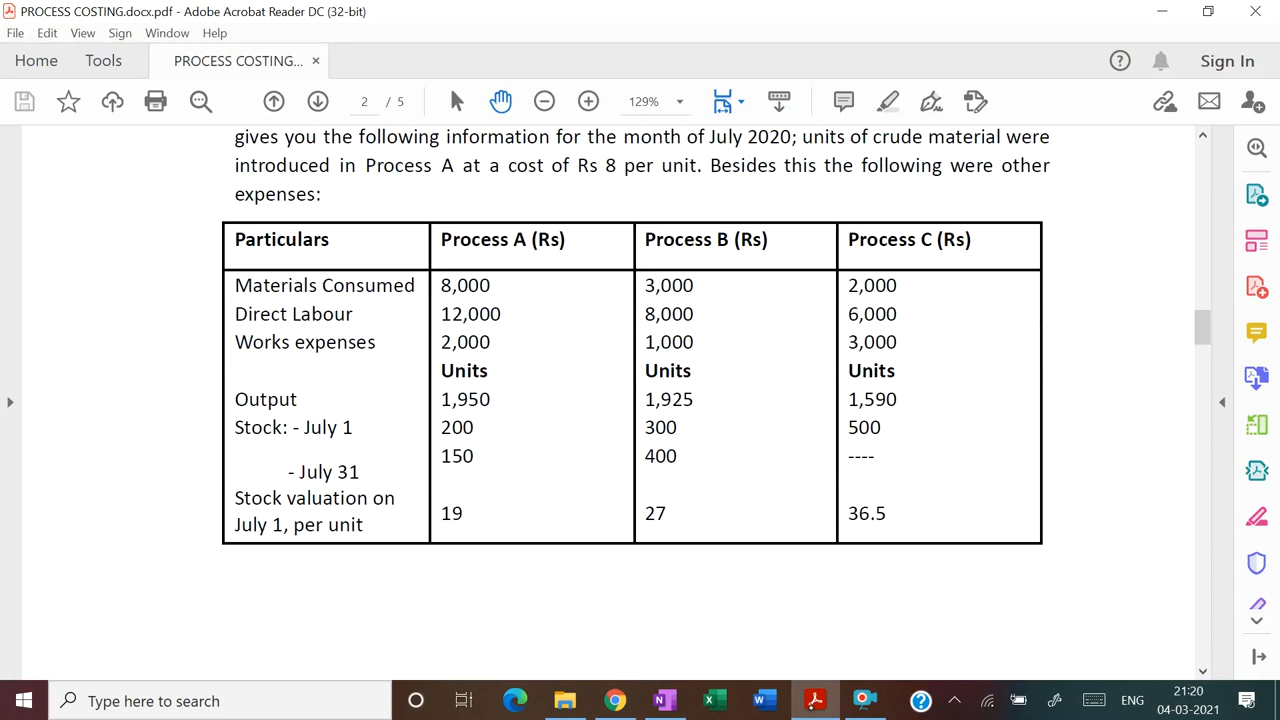 PROCESS COSTING.docx.pdf - Adobe Acrobat Reader DC (32-bit)
File Edit View Sign Window Help
Home Tools PROCESS COSTING... × Sign In
2 / 5 129%
gives you the following information for the month of July 2020; units of crude material were
introduced in Process A at a cost of Rs 8 per unit. Besides this the following were other
expenses:
Particulars Process A (Rs) Process B (Rs) Process C (Rs)
Materials Consumed 8,000 3,000 2,000
Direct Labour 12,000 8,000 6,000
Works expenses 2,000 1,000 3,000
Units Units Units
Output 1,950 1,925 1,590
Stock: - July 1 200 300 500
- July 31 150 400 ----
Stock valuation on
July 1, per unit 19 27 36.5
Type here to search
ENG 21:20
04-03-2021